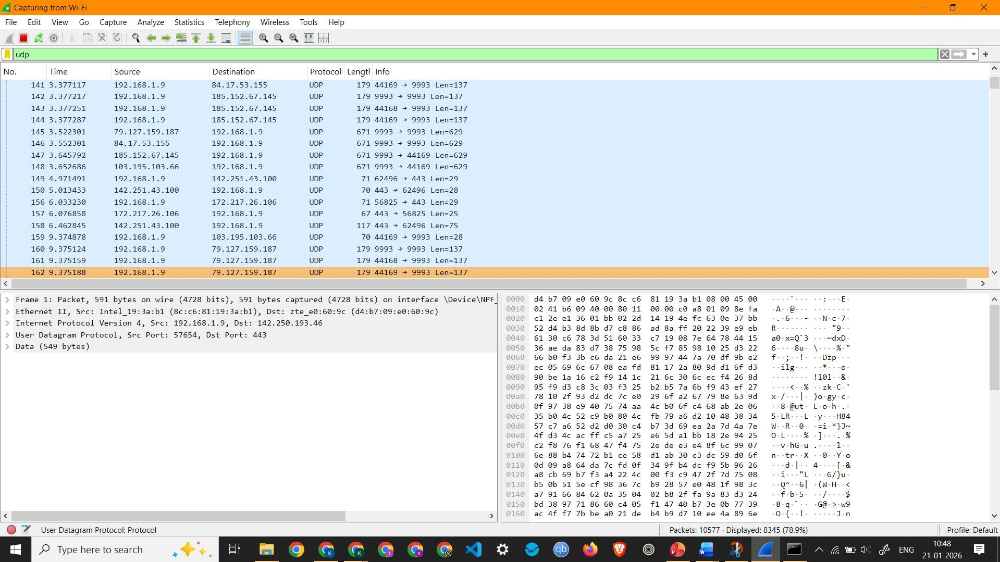 Capturing from Wi-Fi
File Edit View Go Capture Analyze Statistics Telephony Wireless Tools Help
udp
No. Time Source Destination Protocol Length Info
141 3.377117 192.168.1.9 84.17.53.155 UDP 179 44169 → 9993 Len=137
142 3.377217 192.168.1.9 185.152.67.145 UDP 179 9993 → 9993 Len=137
143 3.377251 192.168.1.9 185.152.67.145 UDP 179 44168 → 9993 Len=137
144 3.377287 192.168.1.9 185.152.67.145 UDP 179 44169 → 9993 Len=137
145 3.522301 79.127.159.187 192.168.1.9 UDP 671 9993 → 9993 Len=629
146 3.552301 84.17.53.155 192.168.1.9 UDP 671 9993 → 9993 Len=629
147 3.645792 185.152.67.145 192.168.1.9 UDP 671 9993 → 44169 Len=629
148 3.652686 103.195.103.66 192.168.1.9 UDP 671 9993 → 44169 Len=629
149 4.971491 192.168.1.9 142.251.43.100 UDP 71 62496 → 443 Len=29
150 5.013433 142.251.43.100 192.168.1.9 UDP 70 443 → 62496 Len=28
156 6.033230 192.168.1.9 172.217.26.106 UDP 71 56825 → 443 Len=29
157 6.076858 172.217.26.106 192.168.1.9 UDP 67 443 → 56825 Len=25
158 6.462845 142.251.43.100 192.168.1.9 UDP 117 443 → 62496 Len=75
159 9.374878 192.168.1.9 103.195.103.66 UDP 70 44169 → 9993 Len=28
160 9.375124 192.168.1.9 79.127.159.187 UDP 179 9993 → 9993 Len=137
161 9.375159 192.168.1.9 79.127.159.187 UDP 179 44168 → 9993 Len=137
162 9.375188 192.168.1.9 79.127.159.187 UDP 179 44169 → 9993 Len=137
Frame 1: Packet, 591 bytes on wire (4728 bits), 591 bytes captured (4728 bits) on interface \Device\NPF_
Ethernet II, Src: Intel_19:3a:b1 (8c:c6:81:19:3a:b1), Dst: zte_e0:60:9c (d4:b7:09:e0:60:9c)
Internet Protocol Version 4, Src: 192.168.1.9, Dst: 142.250.193.46
User Datagram Protocol, Src Port: 57654, Dst Port: 443
Data (549 bytes)
0000 d4 b7 09 e0 60 9c 8c c6 81 19 3a b1 08 00 45 00 ····`··· ··:···E·
0010 02 41 b6 09 40 00 80 11 00 00 c0 a8 01 09 8e fa ·A··@··· ········
0020 c1 2e e1 36 01 bb 02 2d 14 19 4e fc 63 0e 37 bb ·.·6···- ··N·c·7·
0030 52 d4 b3 8d 8b d7 c8 86 ad 8a ff 20 22 39 e9 eb R······· ··· "9··
0040 61 30 c6 78 3d 51 60 33 c7 19 08 7e 64 78 44 15 a0·x=Q`3 ···~dxD·
0050 36 ae da 83 d7 38 75 98 5c f7 85 98 10 25 d3 22 6····8u· \····%·"
0060 66 b0 f3 3b c6 da 21 e6 99 97 44 7a 70 df 9b e2 f··;··!· ··Dzp···
0070 ec 05 69 6c 67 08 ea fd 81 17 2a 80 9d d1 6f d3 ··ilg··· ··*···o·
0080 90 be 1a 16 c2 f9 14 1c 21 6c 30 6c ec f4 26 8d ········ !l0l··&·
0090 95 f9 d3 c8 3c 03 f3 25 b2 b5 7a 6b f9 43 ef 27 ····<··% ··zk·C·'
00a0 78 10 2f 93 d2 dc 7c e0 29 6f a2 67 79 8e 63 9d x·/···|· )o·gy·c·
00b0 0f 97 38 e9 40 75 74 aa 4c b0 6f c4 68 ab 2e 06 ··8·@ut· L·o·h·.·
00c0 35 b0 4c 52 c9 b0 80 4c fb 79 a6 d2 10 48 38 34 5·LR···L ·y···H84
00d0 57 c7 a6 52 d2 d0 30 c4 b7 3d 69 ea 2a 7d 4a 7e W··R··0· ·=i·*}J~
00e0 4f d3 4c ac ff c5 a7 25 e6 5d a1 bb 18 2e 94 25 O·L····% ·]···.·%
00f0 c2 f8 76 f1 68 47 f4 75 2e de e3 e4 8f 6c 99 07 ··v·hG·u .····l··
0100 6e 88 b4 74 72 b1 ce 58 d1 ab 30 c3 dc 59 d0 6f n··tr··X ··0··Y·o
0110 0d 09 a8 64 da 7c fd 0f 34 9f b4 dc f9 5b 96 26 ···d·|·· 4····[·&
0120 a8 cb 69 b7 f3 a4 22 4c 00 f3 c9 47 2f 7d 75 08 ··i···"L ···G/}u·
0130 b5 0b 51 5e cf 98 36 7c b9 28 57 e0 48 1f 98 3c ··Q^··6| ·(W·H··<
0140 a7 91 66 84 62 0a 35 04 02 b8 2f fa 9a 83 d3 24 ··f·b·5· ··/····$
0150 bd 38 97 71 86 60 c4 05 f1 47 40 b7 3e 0b 77 39 ·8·q·`·· ·G@·>·w9
0160 ac 4f f7 7b be a0 21 de b4 b9 d7 10 ee 4a 89 6e ·O·{··!· ·····J·n
User Datagram Protocol: Protocol
Packets: 10577 · Displayed: 8345 (78.9%)
Profile: Default
Type here to search
ENG
10:48
21-01-2026